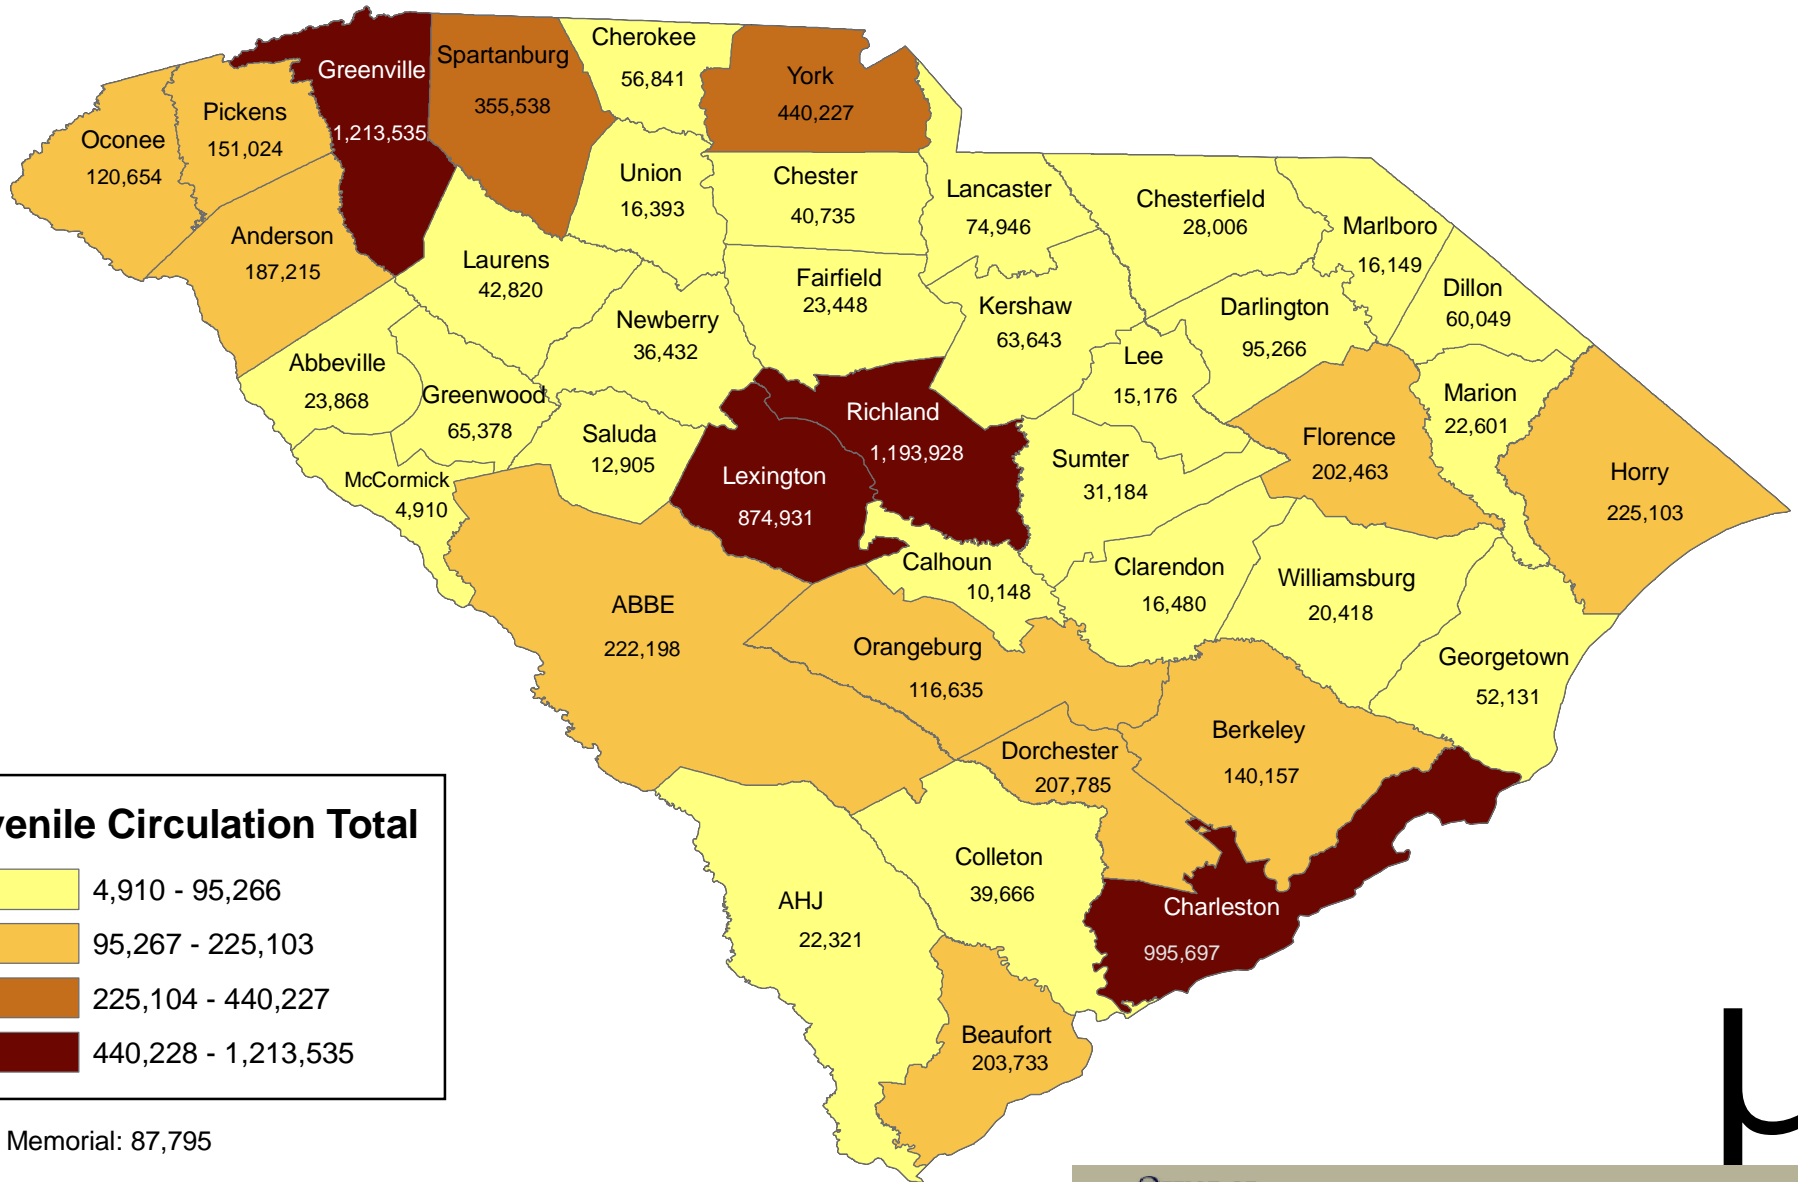 Cherokee
56,841
Spartanburg
355,538
Greenville
1,213,535
York
440,227
Pickens
151,024
Oconee
120,654
Union
16,393
Chester
40,735
Lancaster
74,946
Chesterfield
28,006
Marlboro
16,149
Anderson
187,215
Laurens
42,820
Fairfield
23,448
Kershaw
63,643
Darlington
95,266
Dillon
60,049
Newberry
36,432
Lee
15,176
Abbeville
23,868
Greenwood
65,378
Marion
22,601
Richland
1,193,928
Saluda
12,905
Florence
202,463
Sumter
31,184
Horry
225,103
McCormick
4,910
Lexington
874,931
Calhoun
10,148
Clarendon
16,480
Williamsburg
20,418
ABBE
222,198
Orangeburg
116,635
Georgetown
52,131
Berkeley
140,157
Dorchester
207,785
Colleton
39,666
AHJ
22,321
Charleston
995,697
Beaufort
203,733
venile Circulation Total
4,910 - 95,266
95,267 - 225,103
225,104 - 440,227
440,228 - 1,213,535
Memorial: 87,795
µ